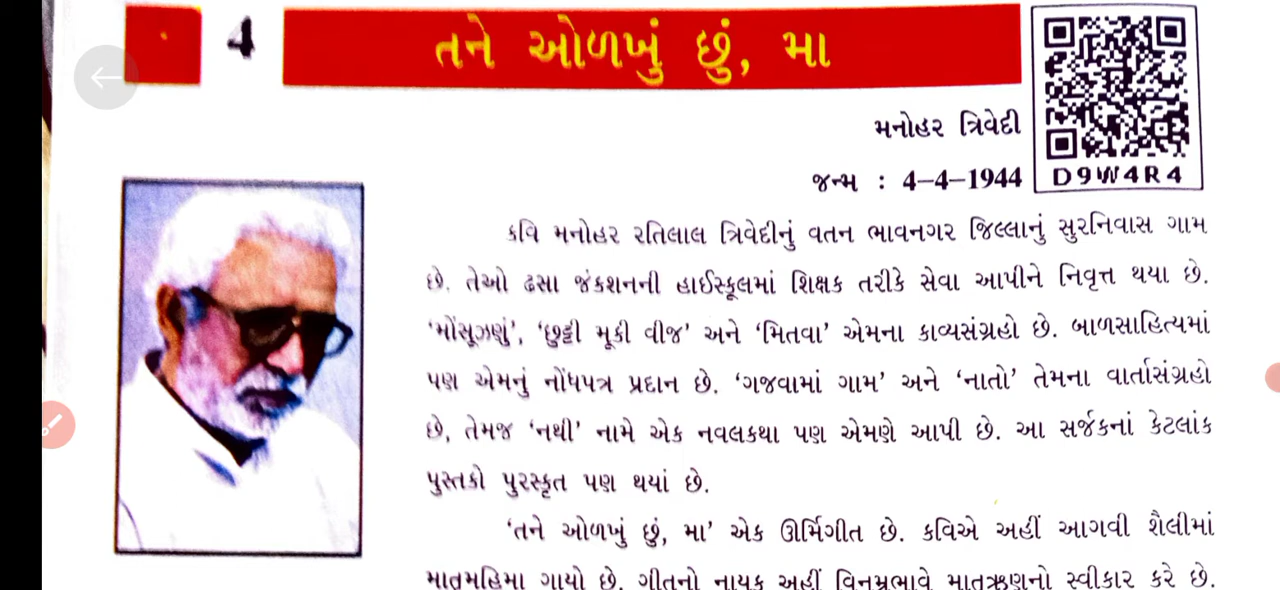 4
તને ઓળખું છું, મા
મનોહર ત્રિવેદી
જન્મ : 4-4-1944
D9W4R4
કવિ મનોહર રતિલાલ ત્રિવેદીનું વતન ભાવનગર જિલ્લાનું સુરનિવાસ ગામ
છે. તેઓ ઢસા જંકશનની હાઈસ્કૂલમાં શિક્ષક તરીકે સેવા આપીને નિવૃત્ત થયા છે.
‘મોંસૂઝણું’, ‘છુટ્ટી મૂકી વીજ’ અને ‘મિતવા’ એમના કાવ્યસંગ્રહો છે. બાળસાહિત્યમાં
પણ એમનું નોંધપત્ર પ્રદાન છે. ‘ગજવામાં ગામ’ અને ‘નાતો’ તેમના વાર્તાસંગ્રહો
છે, તેમજ ‘નથી’ નામે એક નવલકથા પણ એમણે આપી છે. આ સર્જકનાં કેટલાંક
પુસ્તકો પુરસ્કૃત પણ થયાં છે.
‘તને ઓળખું છું, મા’ એક ઊર્મિગીત છે. કવિએ અહીં આગવી શૈલીમાં
માતૃમહિમા ગાયો છે. ગીતનો નાયક અહીં વિનમ્રભાવે માતૃઋણનો સ્વીકાર કરે છે.